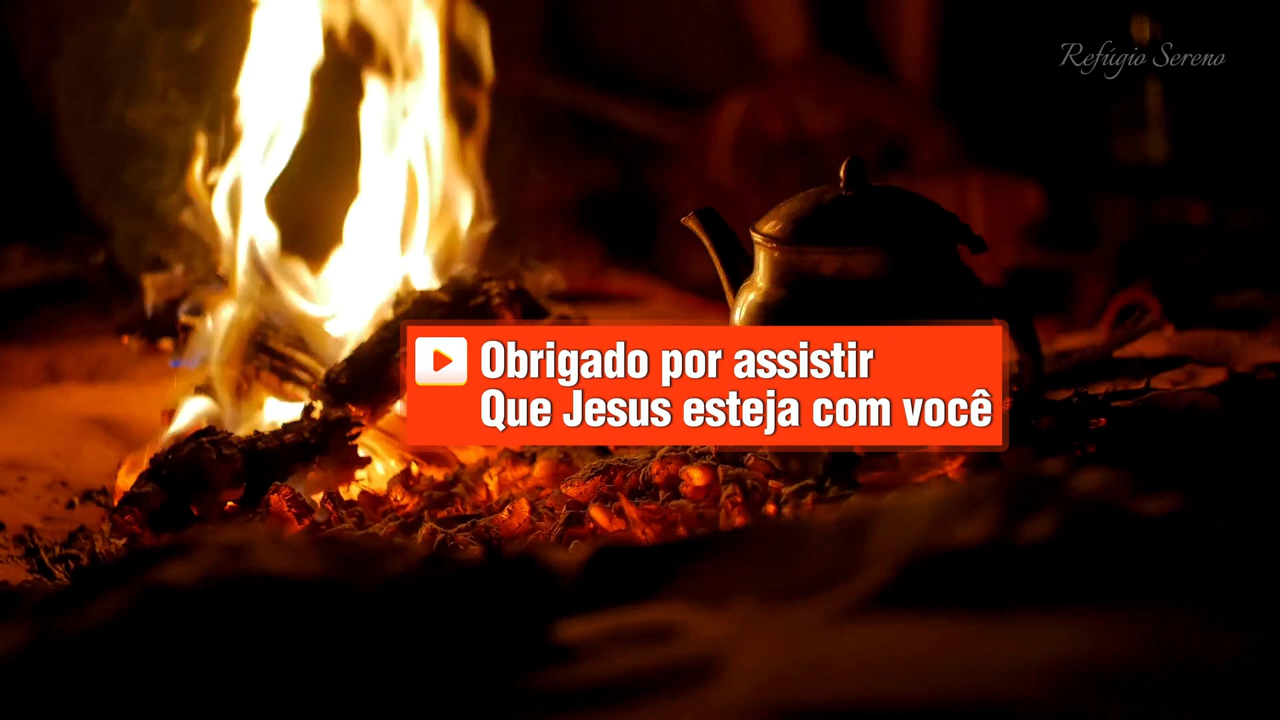 Refúgio Sereno
Obrigado por assistir
Que Jesus esteja com você